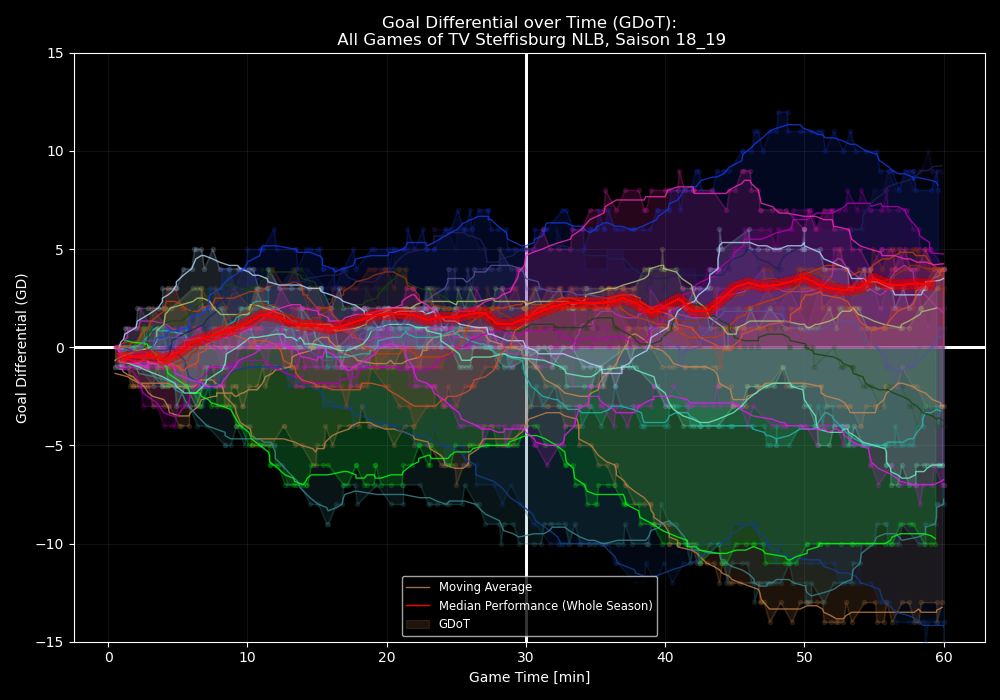 Goal Differential over Time (GDoT):
All Games of TV Steffisburg NLB, Saison 18_19
15
10
5
0
−5
−10
−15
Goal Differential (GD)
Moving Average
Median Performance (Whole Season)
GDoT
0 10 20 30 40 50 60
Game Time [min]